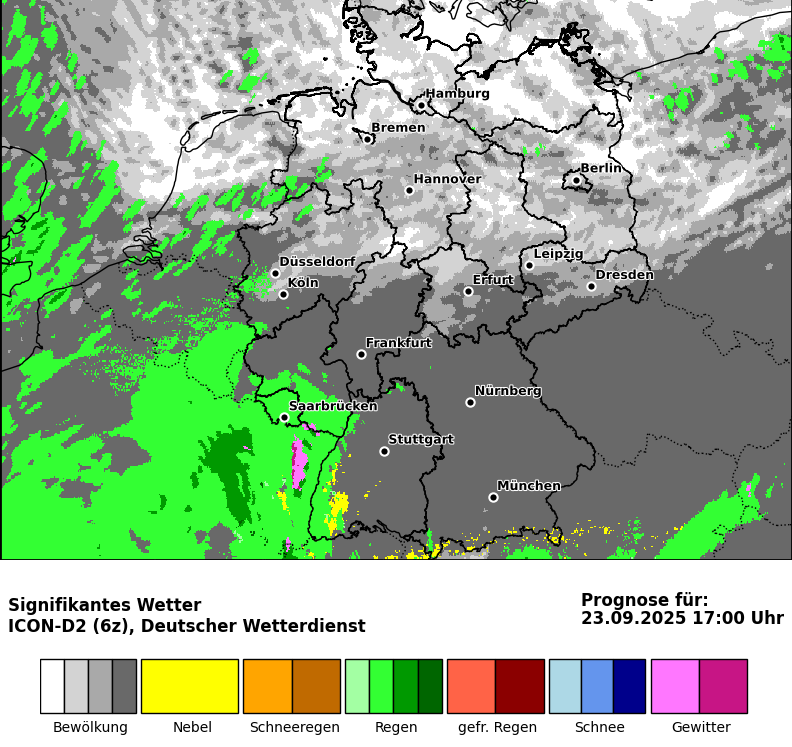 Hamburg
Bremen
Berlin
Hannover
Leipzig
Düsseldorf
Dresden
Köln
Erfurt
Frankfurt
Nürnberg
Saarbrücken
Stuttgart
München
Signifikantes Wetter
ICON-D2 (6z), Deutscher Wetterdienst
Prognose für:
23.09.2025 17:00 Uhr
Bewölkung Nebel Schneeregen Regen gefr. Regen Schnee Gewitter